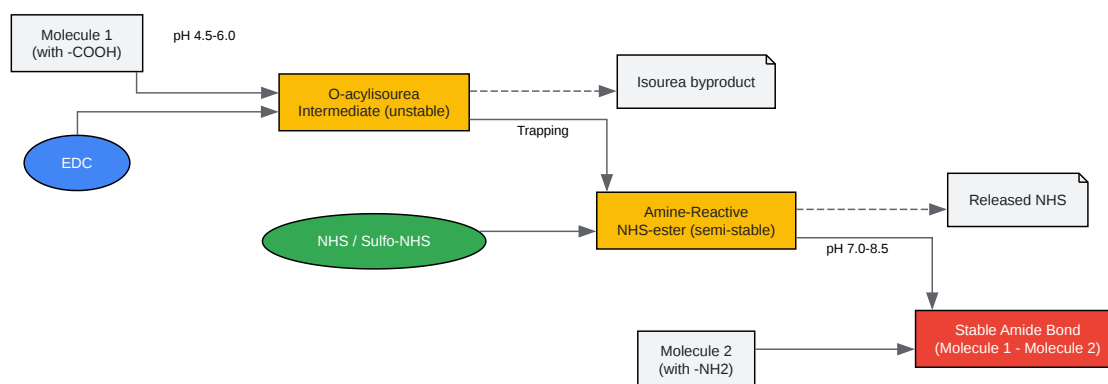 Molecule 1
(with -COOH)
pH 4.5-6.0
O-acylisourea
Intermediate (unstable)
Isourea byproduct
Trapping
EDC
Amine-Reactive
NHS-ester (semi-stable)
Released NHS
NHS / Sulfo-NHS
pH 7.0-8.5
Stable Amide Bond
(Molecule 1 - Molecule 2)
Molecule 2
(with -NH2)